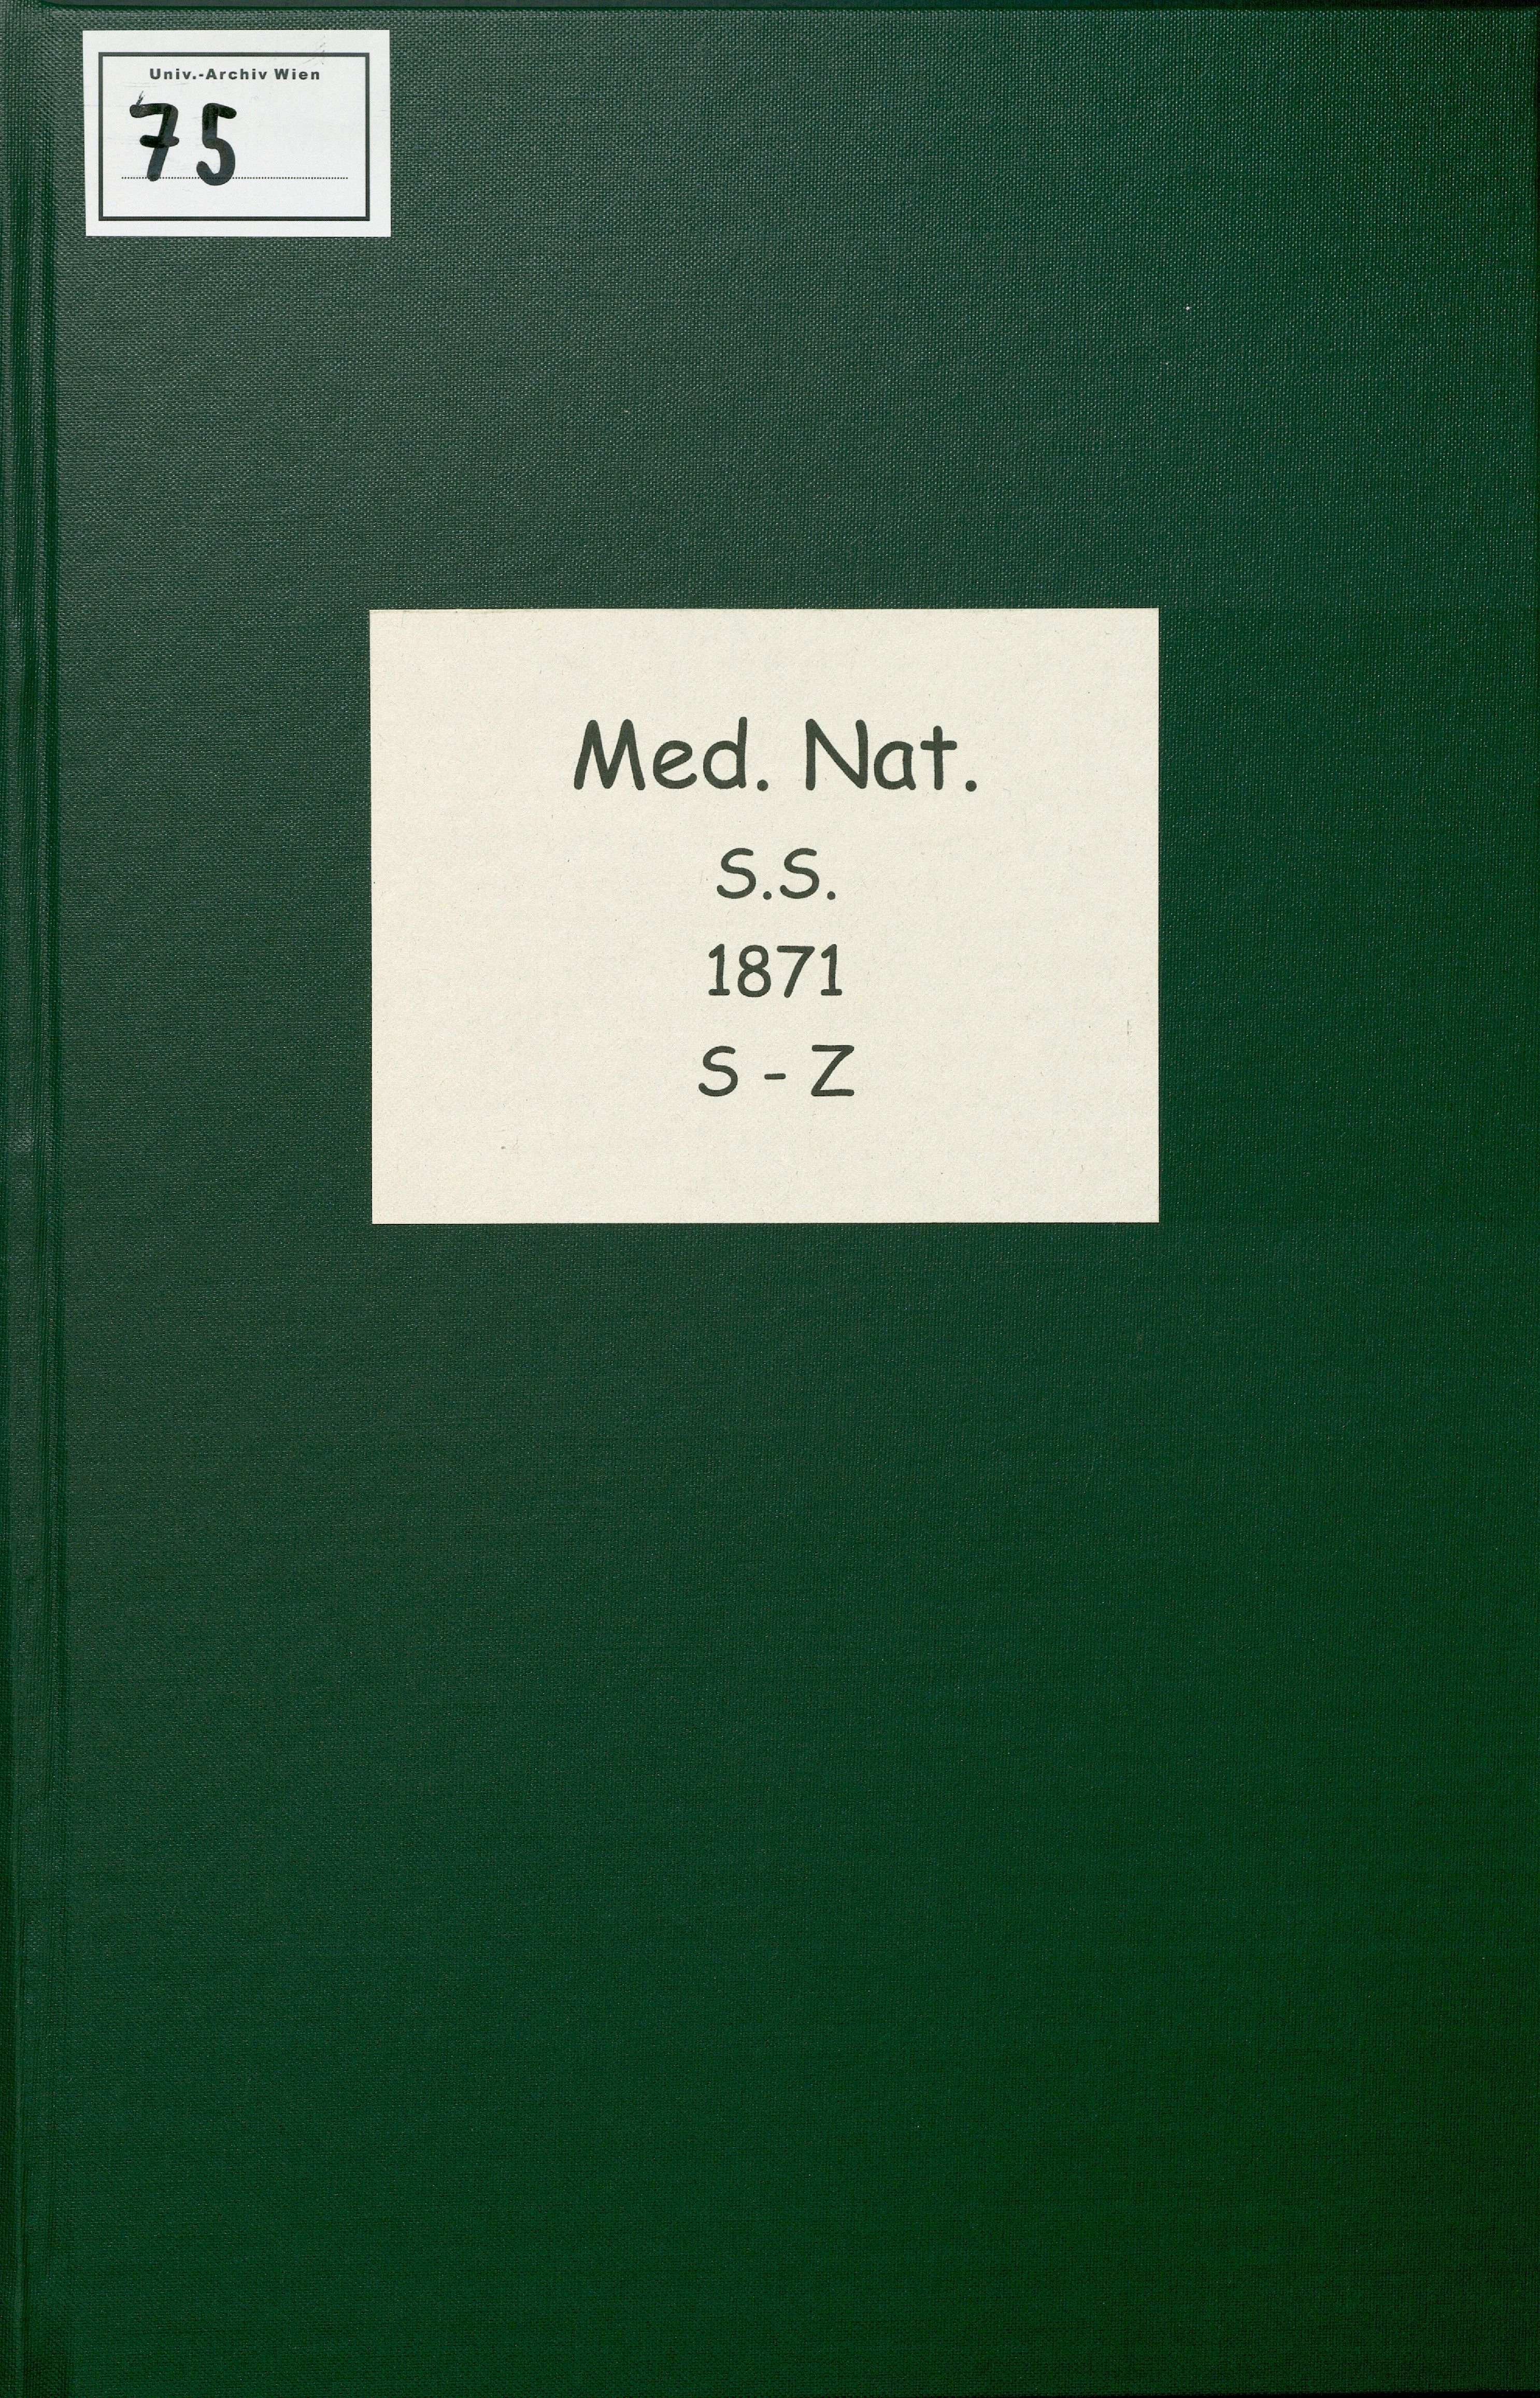 Univ.-Archiv Wien
75
Med. Nat.
S.S.
1871
S - Z